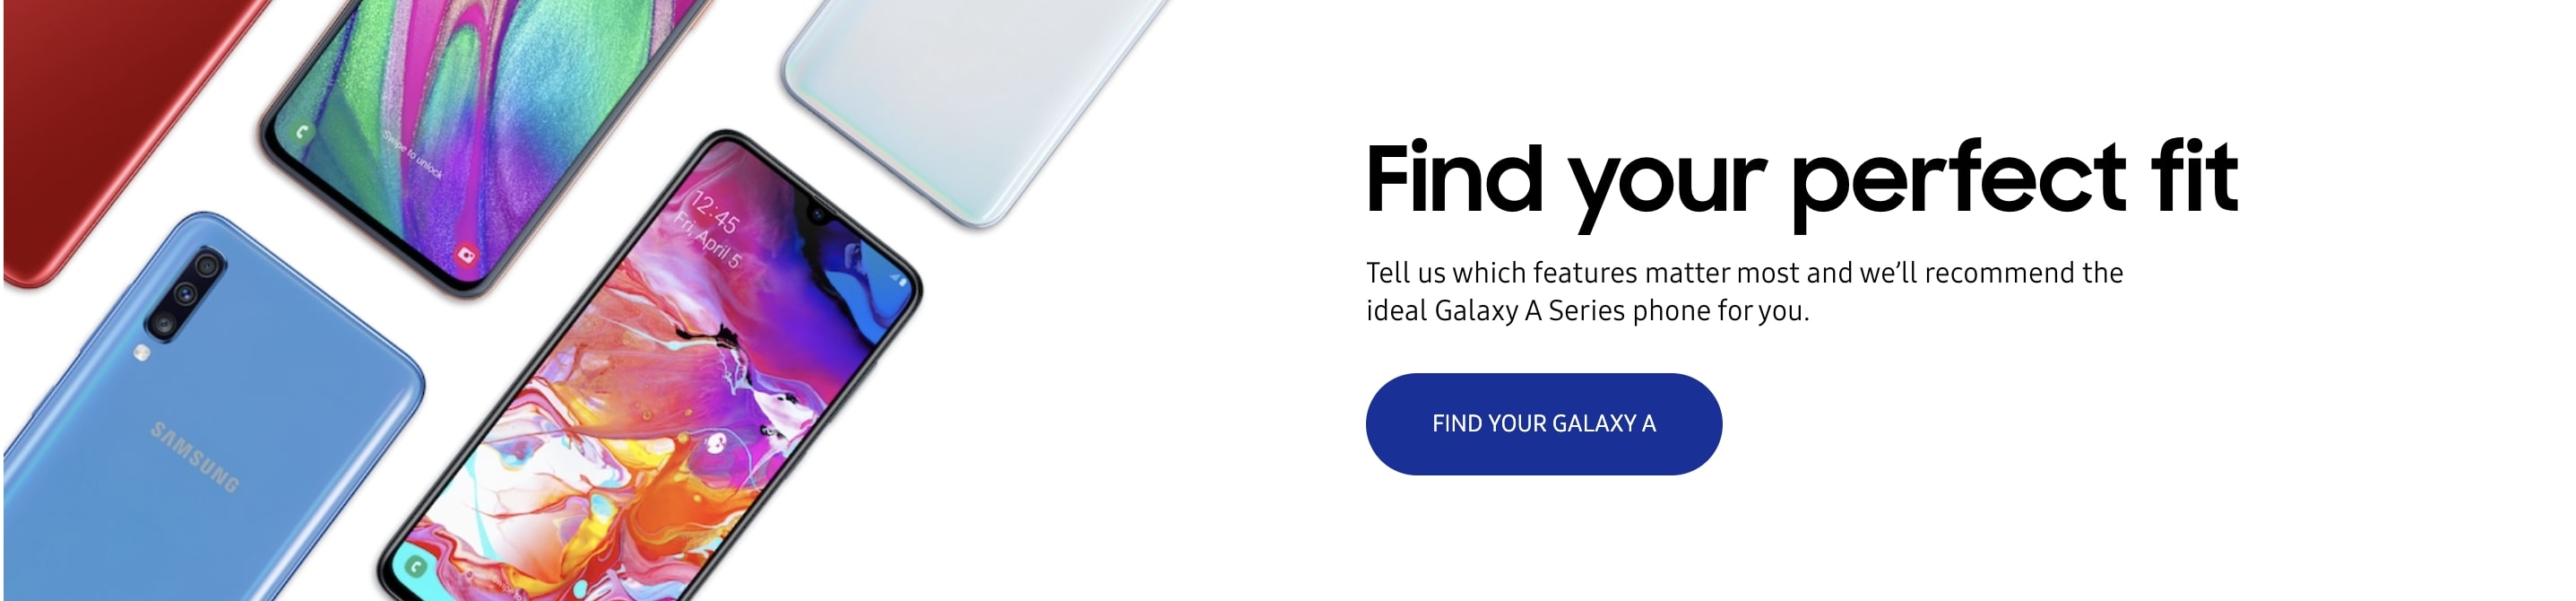 Swipe to unlock
12:45
Fri, April 5
SAMSUNG
Find your perfect fit
Tell us which features matter most and we’ll recommend the
ideal Galaxy A Series phone for you.
FIND YOUR GALAXY A